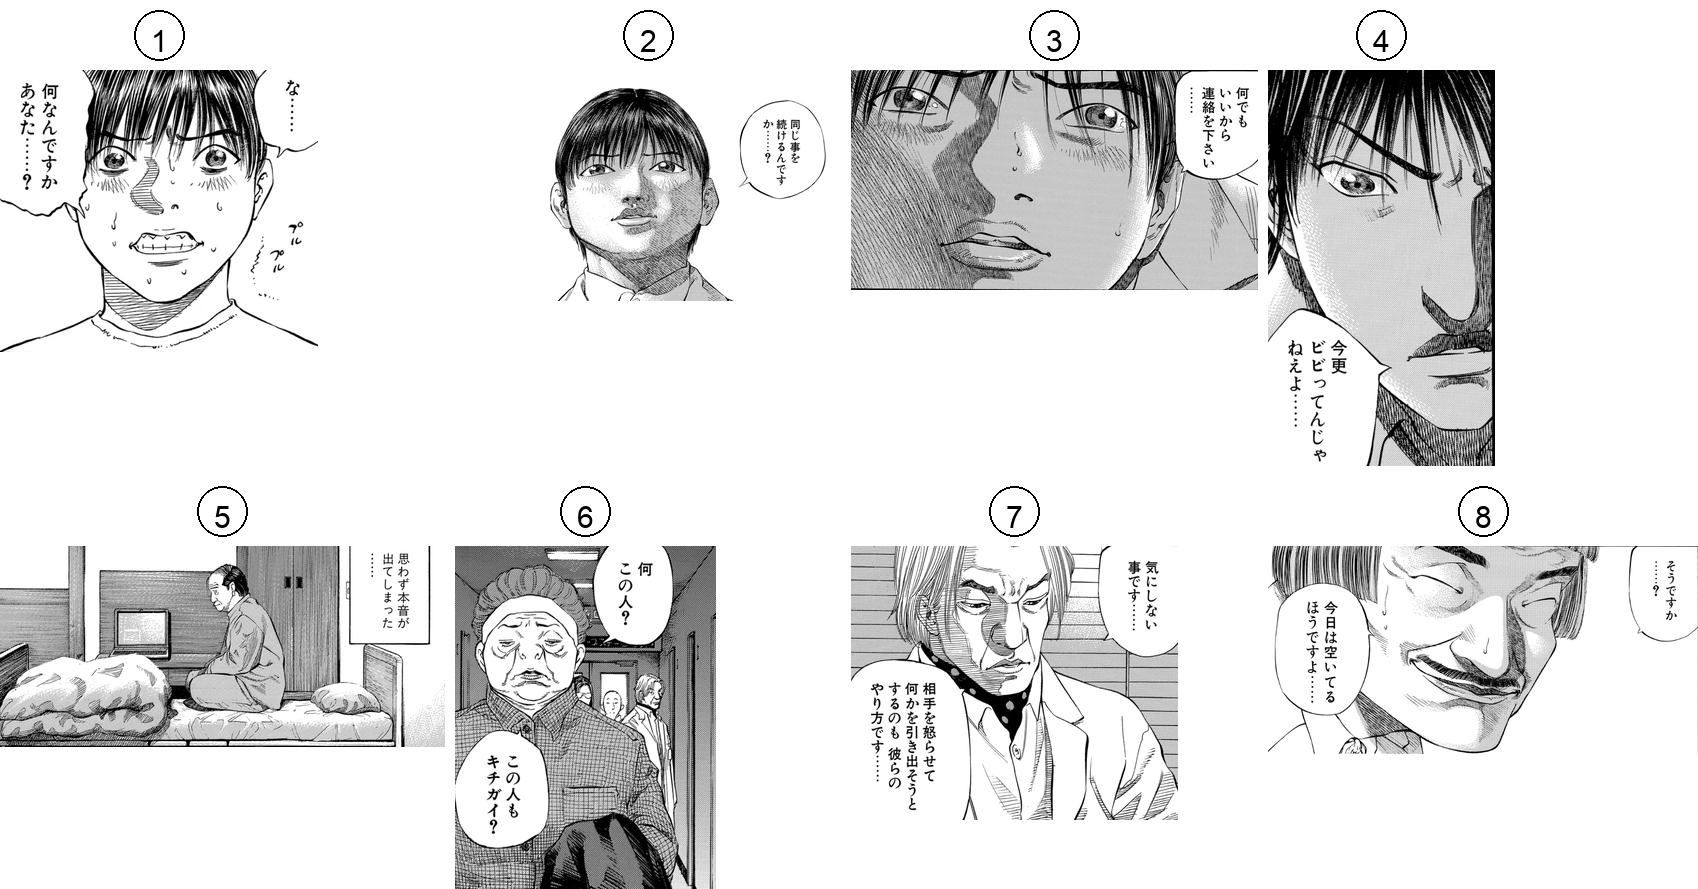 1
な……
何なんですか
あなた……?
プル
プル
2
同じ事を
続けるんです
か……?
3
何でも
いいから
連絡を下さい
……
4
今更
ビビってんじゃ
ねえよ……
5
思わず本音が
出てしまった
……
6
何
この人?
この人も
キチガイ?
7
気にしない
事です……
相手を怒らせて
何かを引き出そうと
するのも彼らの
やり方です……
8
そうですか
……?
今日は空いてる
ほうですよ……